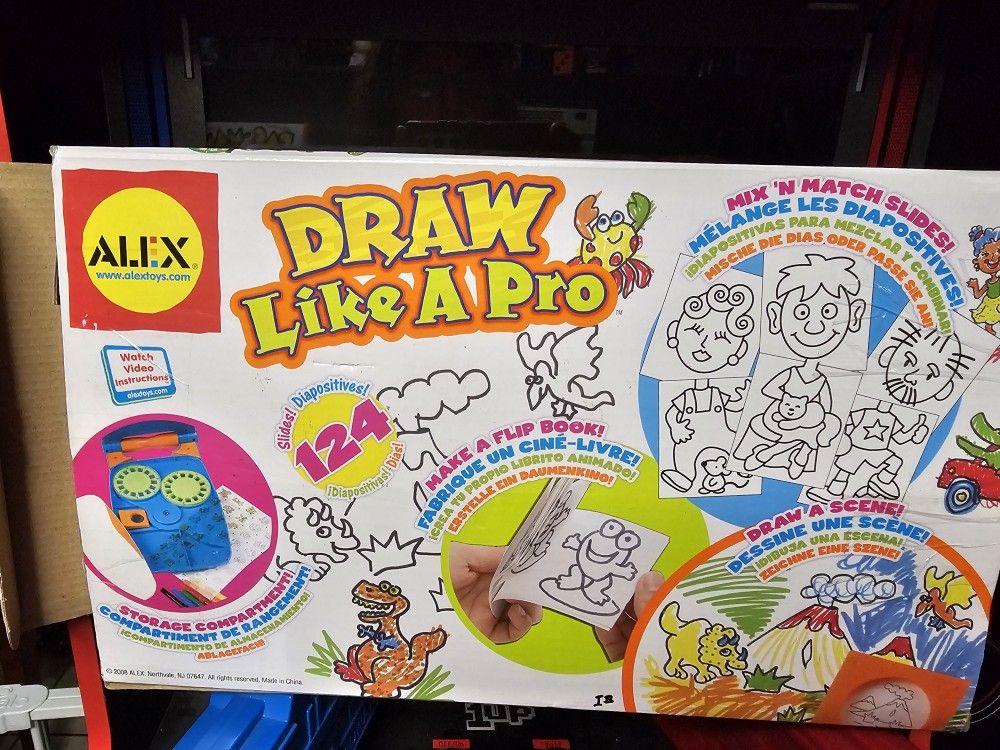 ALEX®
www.alextoys.com
DRAW
Like A Pro™
Watch
Video
Instructions
alextoys.com
Slides! Diapositives!
124
¡Diapositivas! Dias!
MIX 'N MATCH SLIDES!
MÉLANGE LES DIAPOSITIVES!
¡DIAPOSITIVAS PARA MEZCLAR Y COMBINAR!
MISCHE DIE DIAS ODER PASSE SIE AN!
MAKE A FLIP BOOK!
FABRIQUE UN CINÉ-LIVRE!
¡CREA TU PROPIO LIBRITO ANIMADO!
ERSTELLE EIN DAUMENKINO!
DRAW A SCENE!
DESSINE UNE SCÈNE!
¡DIBUJA UNA ESCENA!
ZEICHNE EINE SZENE!
STORAGE COMPARTMENT!
COMPARTIMENT DE RANGEMENT!
¡COMPARTIMENTO DE ALMACENAMIENTO!
ABLAGEFACH!
© 2008 ALEX. Northvale, NJ 07647. All rights reserved. Made in China.
1UP